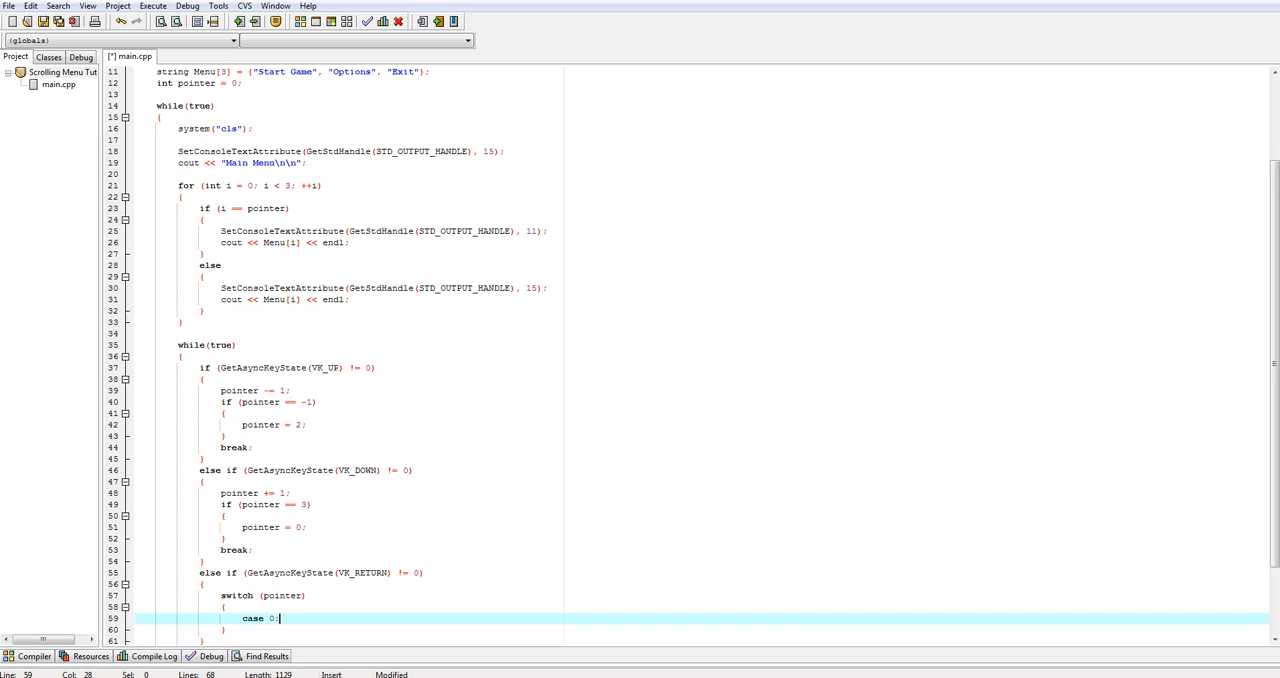 File Edit Search View Project Execute Debug Tools CVS Window Help
(globals)
Project Classes Debug [*] main.cpp
Scrolling Menu Tut
main.cpp
11 string Menu[3] = {"Start Game", "Options", "Exit"};
12 int pointer = 0;
13
14 while(true)
15 {
16 system("cls");
17
18 SetConsoleTextAttribute(GetStdHandle(STD_OUTPUT_HANDLE), 15);
19 cout << "Main Menu\n\n";
20
21 for (int i = 0; i < 3; ++i)
22 {
23 if (i == pointer)
24 {
25 SetConsoleTextAttribute(GetStdHandle(STD_OUTPUT_HANDLE), 11);
26 cout << Menu[i] << endl;
27 }
28 else
29 {
30 SetConsoleTextAttribute(GetStdHandle(STD_OUTPUT_HANDLE), 15);
31 cout << Menu[i] << endl;
32 }
33 }
34
35 while(true)
36 {
37 if (GetAsyncKeyState(VK_UP) != 0)
38 {
39 pointer -= 1;
40 if (pointer == -1)
41 {
42 pointer = 2;
43 }
44 break;
45 }
46 else if (GetAsyncKeyState(VK_DOWN) != 0)
47 {
48 pointer += 1;
49 if (pointer == 3)
50 {
51 pointer = 0;
52 }
53 break;
54 }
55 else if (GetAsyncKeyState(VK_RETURN) != 0)
56 {
57 switch (pointer)
58 {
59 case 0:
60 }
61 }
Compiler Resources Compile Log Debug Find Results
Line: 59 Col: 28 Sel: 0 Lines: 68 Length: 1129 Insert Modified